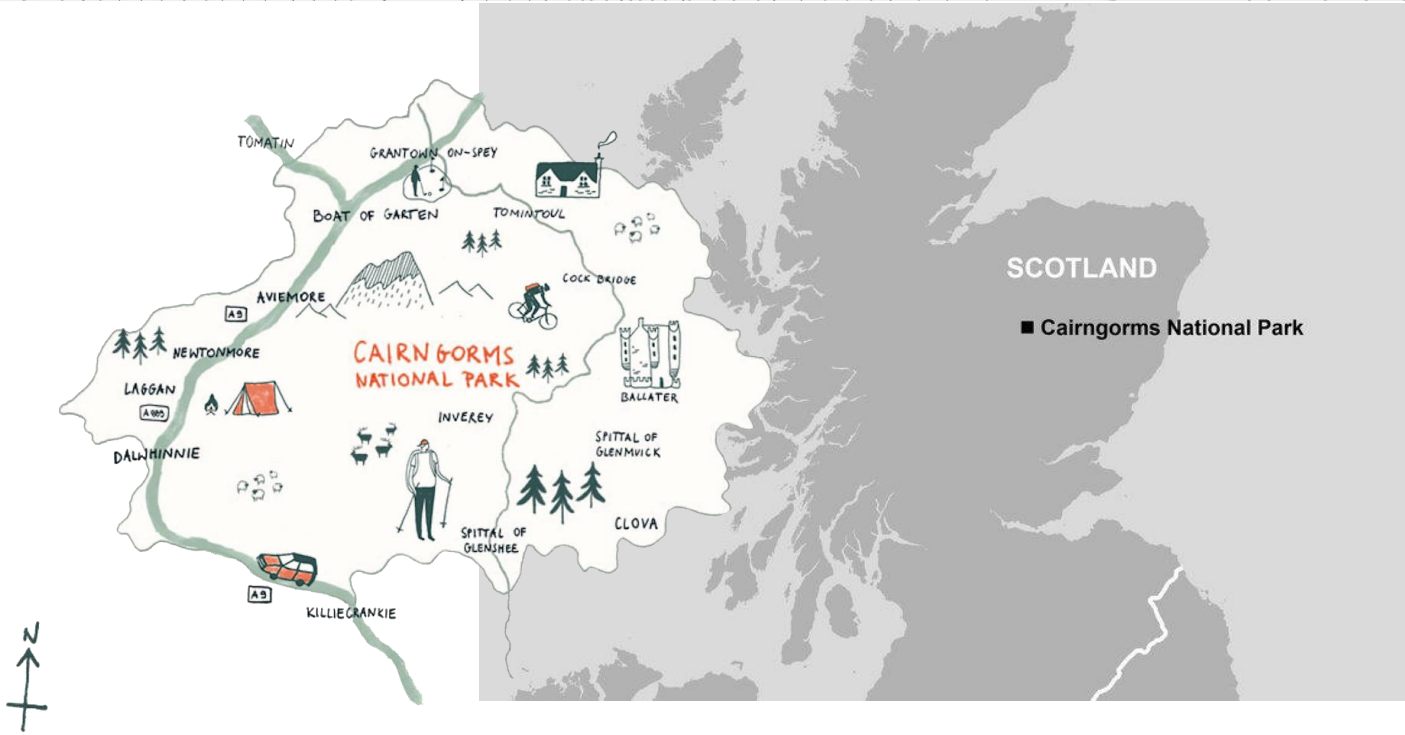 TOMATIN
GRANTOWN ON-SPEY
BOAT OF GARTEN
TOMINTOUL
SCOTLAND
COCK BRIDGE
AVIEMORE
A9
Cairngorms National Park
CAIRNGORMS
NATIONAL PARK
NEWTONMORE
LAGGAN
BALLATER
INVEREY
SPITTAL OF
GLENMUICK
DALWHINNIE
CLOVA
SPITTAL OF
GLENSHEE
A9
KILLIECRANKIE
N